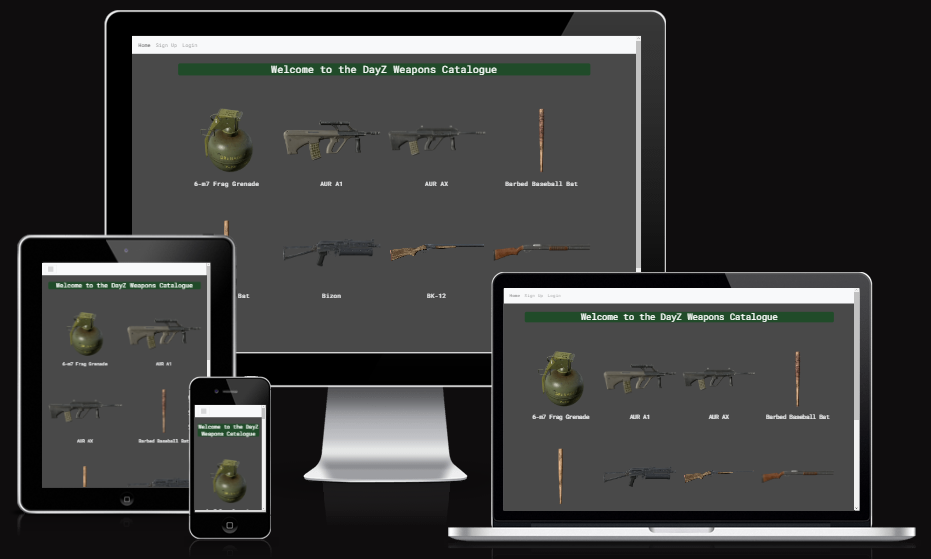 Home Sign Up Login
Welcome to the DayZ Weapons Catalogue
6-m7 Frag Grenade
AUR A1
AUR AX
Barbed Baseball Bat
Bat
Bizon
BK-12
Welcome to the DayZ Weapons Catalogue
6-m7 Frag Grenade
AUR A1
AUR AX
Barbed Baseball Bat
Welcome to the DayZ
Weapons Catalogue
Home Sign Up Login
Welcome to the DayZ Weapons Catalogue
6-m7 Frag Grenade
AUR A1
AUR AX
Barbed Baseball Bat